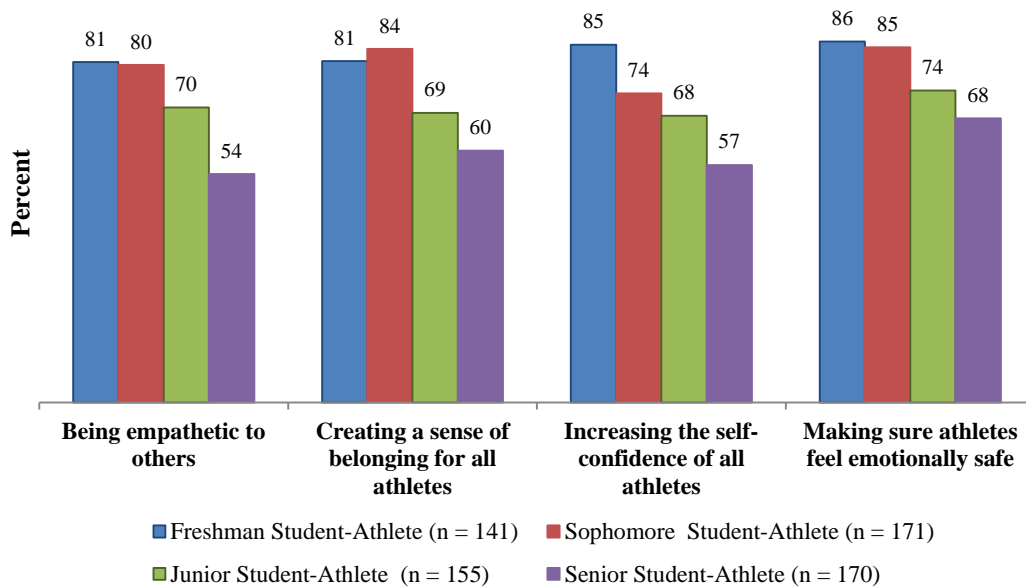 81
80
70
54
81
84
69
60
85
74
68
57
86
85
74
68
Percent
Being empathetic to
others
Creating a sense of
belonging for all
athletes
Increasing the self-
confidence of all
athletes
Making sure athletes
feel emotionally safe
Freshman Student-Athlete (n = 141)
Sophomore  Student-Athlete (n = 171)
Junior Student-Athlete  (n = 155)
Senior Student-Athlete (n = 170)